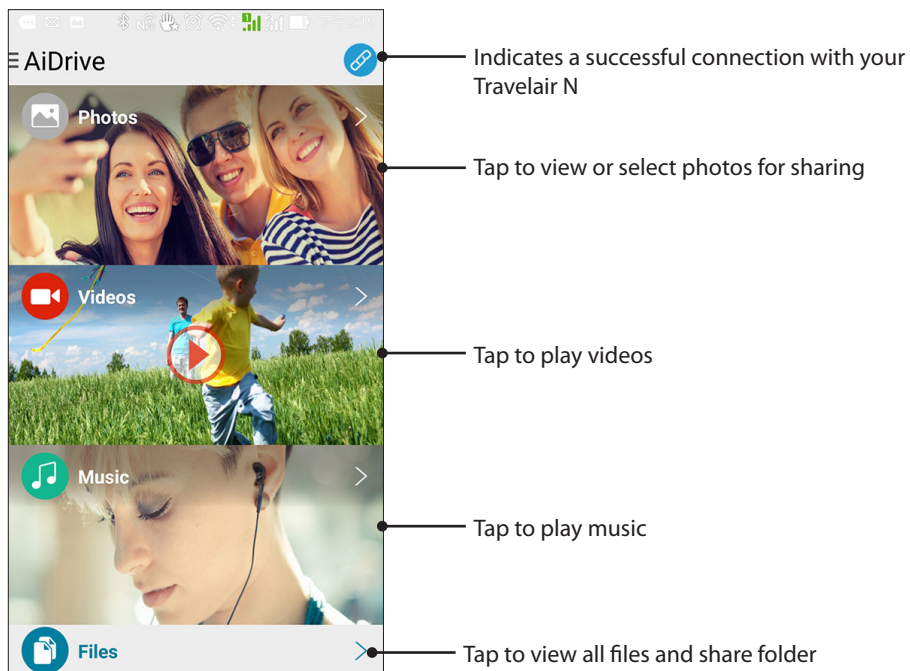 AiDrive
Indicates a successful connection with your
Travelair N
Photos
Tap to view or select photos for sharing
Videos
Tap to play videos
Music
Tap to play music
Files
Tap to view all files and share folder